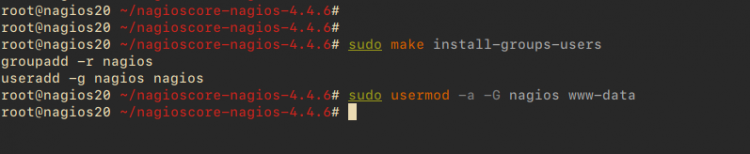 root@nagios20 ~/nagioscore-nagios-4.4.6#
root@nagios20 ~/nagioscore-nagios-4.4.6#
root@nagios20 ~/nagioscore-nagios-4.4.6# sudo make install-groups-users
groupadd -r nagios
useradd -g nagios nagios
root@nagios20 ~/nagioscore-nagios-4.4.6# sudo usermod -a -G nagios www-data
root@nagios20 ~/nagioscore-nagios-4.4.6#